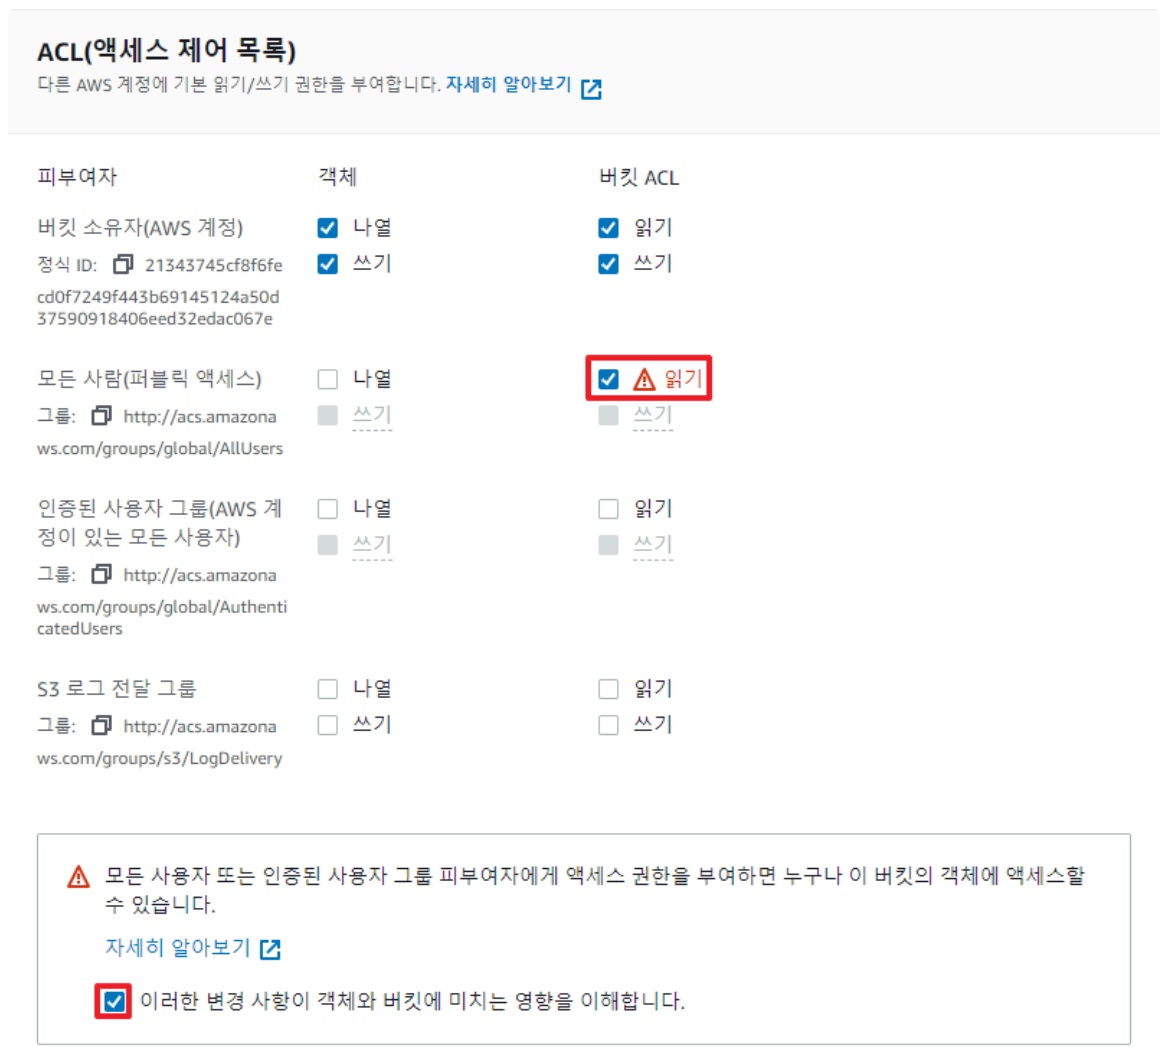 ACL(액세스 제어 목록)
다른 AWS 계정에 기본 읽기/쓰기 권한을 부여합니다. 자세히 알아보기
피부여자 객체 버킷 ACL
버킷 소유자(AWS 계정) 나열 읽기
정식 ID: 21343745cf8f6fe 쓰기 쓰기
cd0f7249f443b69145124a50d
37590918406eed32edac067e
모든 사람(퍼블릭 액세스) 나열 읽기
그룹: http://acs.amazona 쓰기 쓰기
ws.com/groups/global/AllUsers
인증된 사용자 그룹(AWS 계 나열 읽기
정이 있는 모든 사용자) 쓰기 쓰기
그룹: http://acs.amazona
ws.com/groups/global/Authenti
catedUsers
S3 로그 전달 그룹 나열 읽기
그룹: http://acs.amazona 쓰기 쓰기
ws.com/groups/s3/LogDelivery
모든 사용자 또는 인증된 사용자 그룹 피부여자에게 액세스 권한을 부여하면 누구나 이 버킷의 객체에 액세스할
수 있습니다.
자세히 알아보기
이러한 변경 사항이 객체와 버킷에 미치는 영향을 이해합니다.